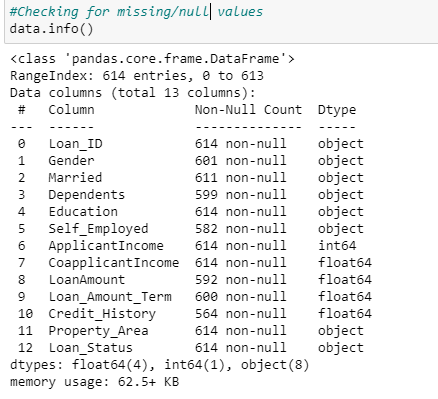 #Checking for missing/null values
data.info()
<class 'pandas.core.frame.DataFrame'>
RangeIndex: 614 entries, 0 to 613
Data columns (total 13 columns):
 #   Column             Non-Null Count  Dtype
---  ------             --------------  -----
 0   Loan_ID            614 non-null    object
 1   Gender             601 non-null    object
 2   Married            611 non-null    object
 3   Dependents         599 non-null    object
 4   Education          614 non-null    object
 5   Self_Employed      582 non-null    object
 6   ApplicantIncome    614 non-null    int64
 7   CoapplicantIncome  614 non-null    float64
 8   LoanAmount         592 non-null    float64
 9   Loan_Amount_Term   600 non-null    float64
 10  Credit_History     564 non-null    float64
 11  Property_Area      614 non-null    object
 12  Loan_Status        614 non-null    object
dtypes: float64(4), int64(1), object(8)
memory usage: 62.5+ KB